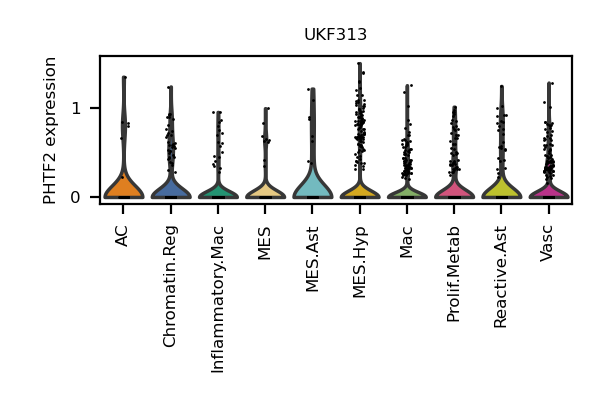 UKF313
PHTF2 expression
1
0
AC
Chromatin.Reg
Inflammatory.Mac
MES
MES.Ast
MES.Hyp
Mac
Prolif.Metab
Reactive.Ast
Vasc